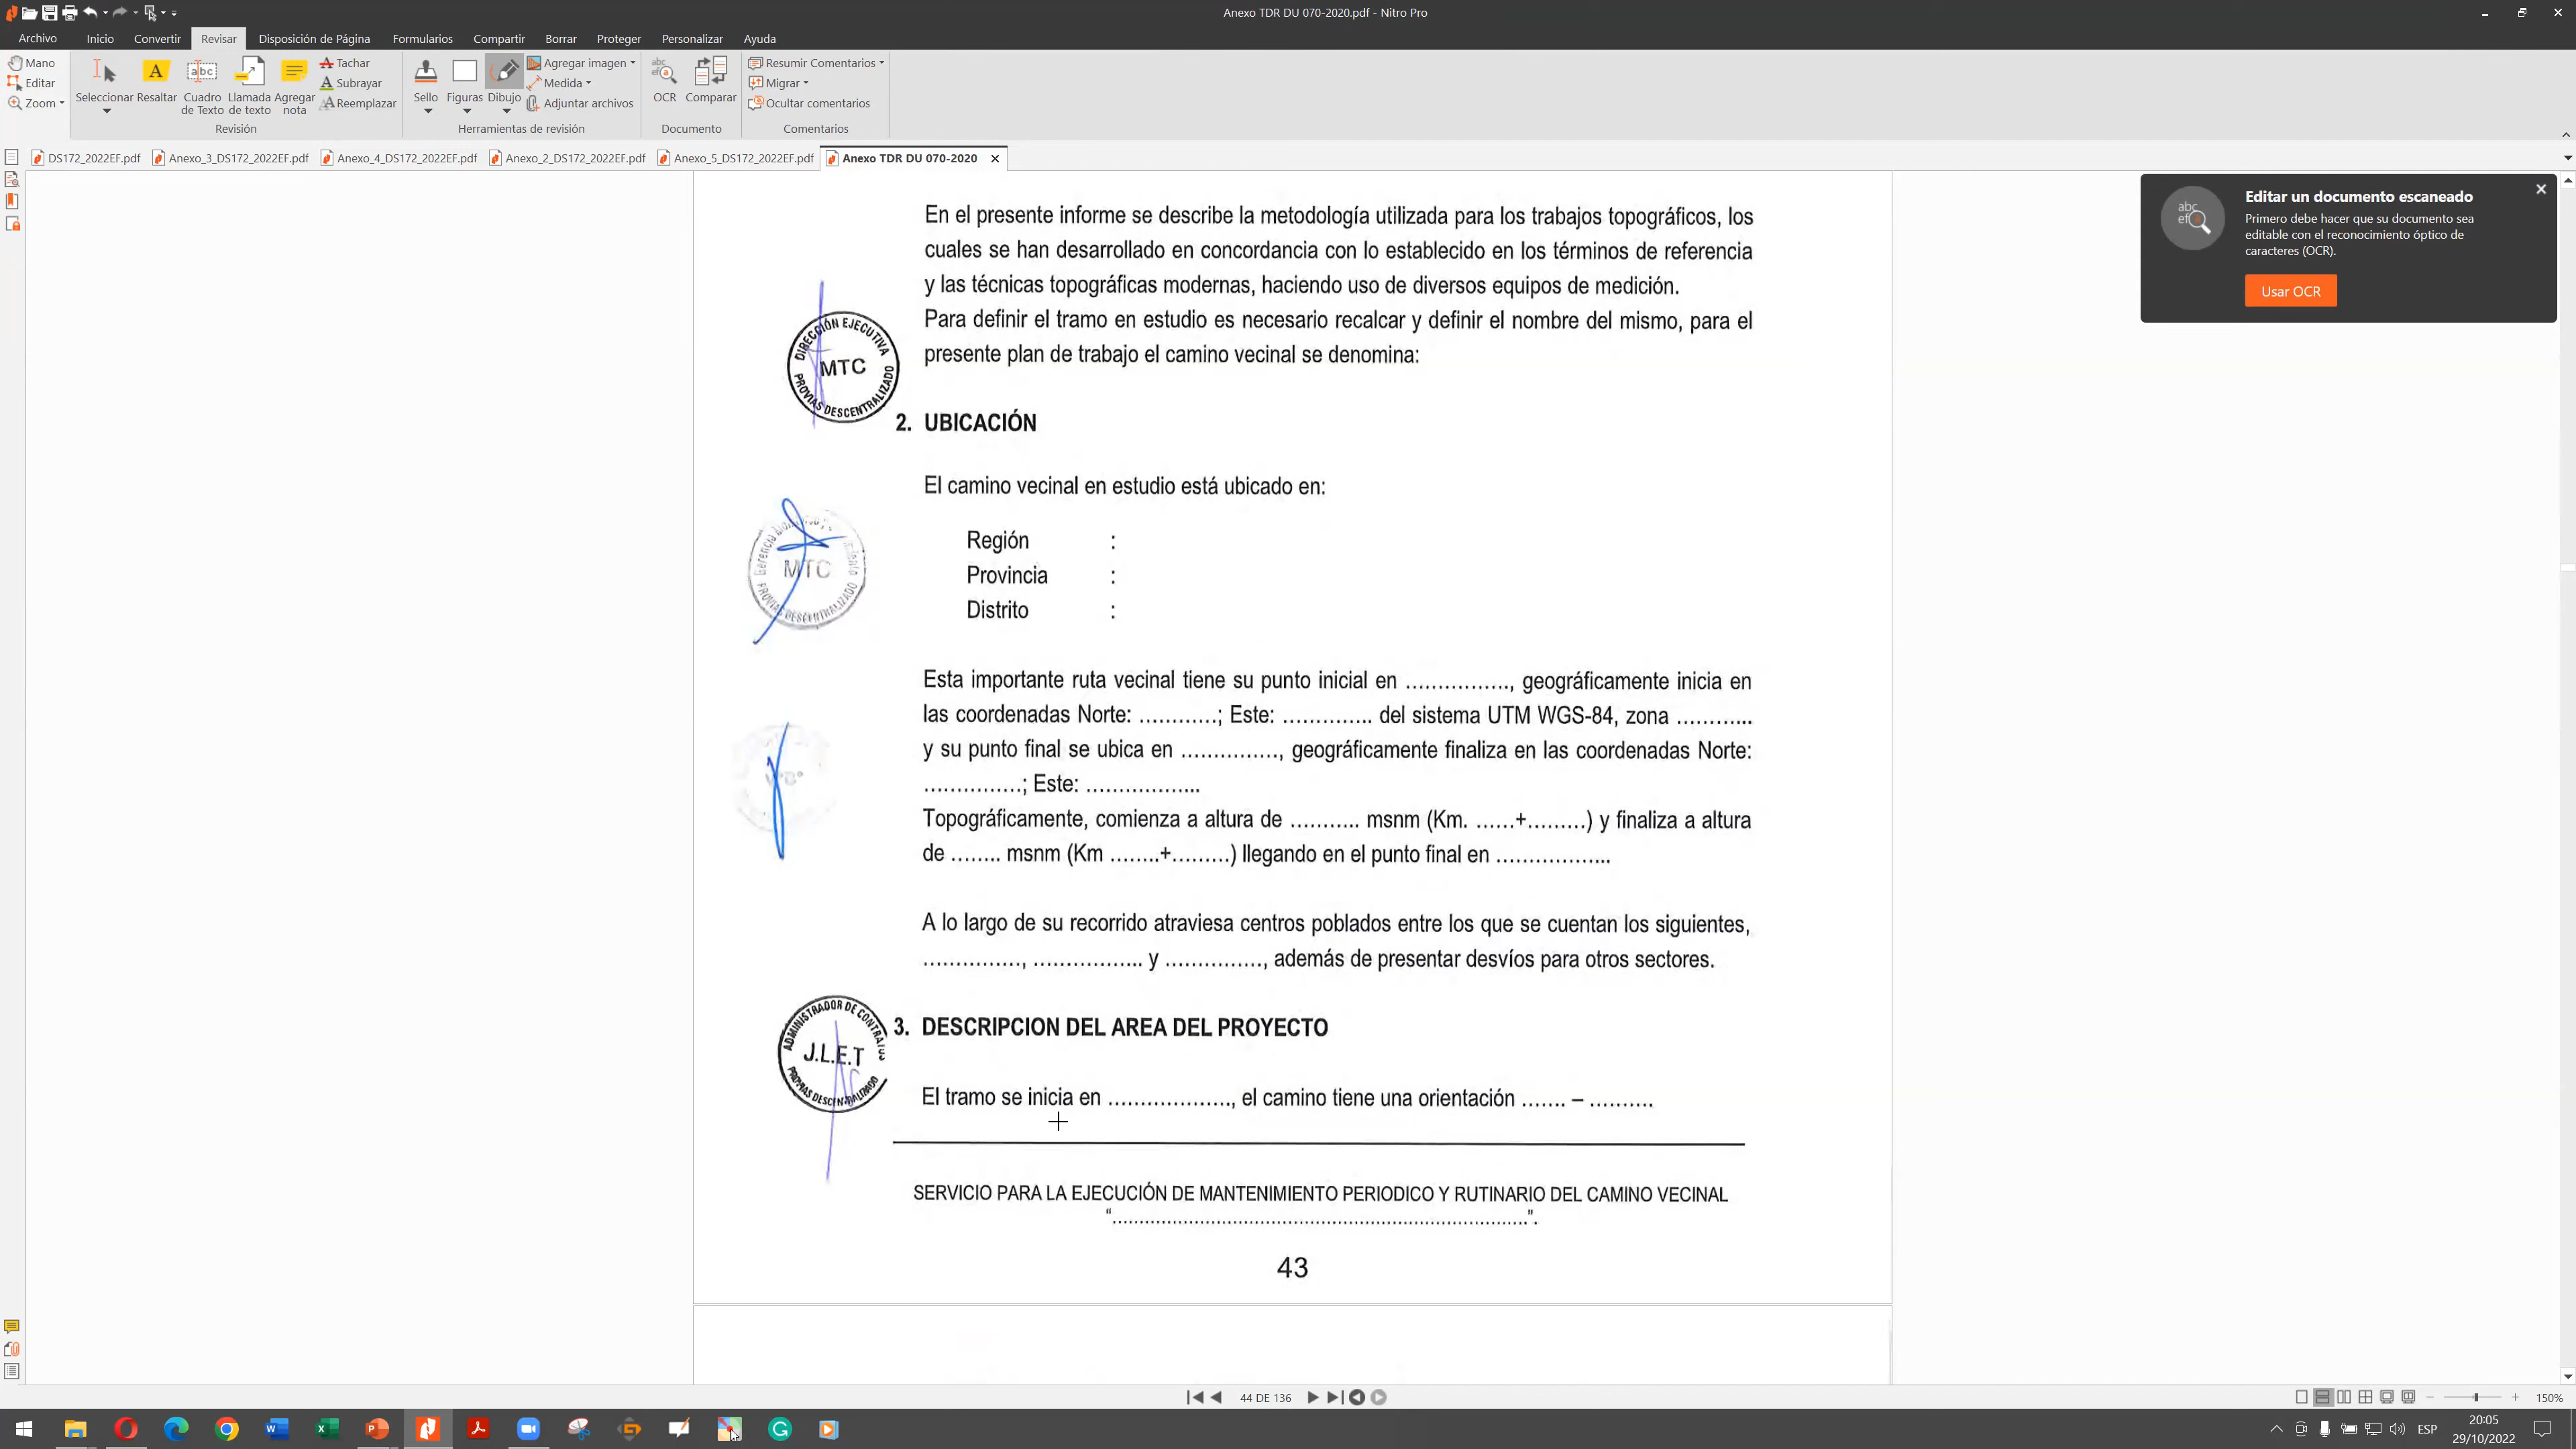 Anexo TDR DU 070-2020.pdf - Nitro Pro
Archivo Inicio Convertir Revisar Disposición de Página Formularios Compartir Borrar Proteger Personalizar Ayuda
Mano
Editar
Zoom
Seleccionar Resaltar Cuadro de Texto Llamada de texto Agregar nota
Tachar
Subrayar
Reemplazar
Revisión
Sello Figuras Dibujo
Agregar imagen
Medida
Adjuntar archivos
Herramientas de revisión
OCR Comparar
Documento
Resumir Comentarios
Migrar
Ocultar comentarios
Comentarios
DS172_2022EF.pdf Anexo_3_DS172_2022EF.pdf Anexo_4_DS172_2022EF.pdf Anexo_2_DS172_2022EF.pdf Anexo_5_DS172_2022EF.pdf Anexo TDR DU 070-2020
Editar un documento escaneado
Primero debe hacer que su documento sea
editable con el reconocimiento óptico de
caracteres (OCR).
Usar OCR
En el presente informe se describe la metodología utilizada para los trabajos topográficos, los
cuales se han desarrollado en concordancia con lo establecido en los términos de referencia
y las técnicas topográficas modernas, haciendo uso de diversos equipos de medición.
Para definir el tramo en estudio es necesario recalcar y definir el nombre del mismo, para el
presente plan de trabajo el camino vecinal se denomina:
DIRECCIÓN EJECUTIVA
MTC
PROVIAS DESCENTRALIZADO
2. UBICACIÓN
El camino vecinal en estudio está ubicado en:
Región :
Provincia :
Distrito :
MTC
PROVIAS DESCENTRALIZADO
Esta importante ruta vecinal tiene su punto inicial en ................, geográficamente inicia en
las coordenadas Norte: ............; Este: .............. del sistema UTM WGS-84, zona ...........
y su punto final se ubica en ..............., geográficamente finaliza en las coordenadas Norte:
...............; Este: ..................
Topográficamente, comienza a altura de ........... msnm (Km. ......+.........) y finaliza a altura
de ........ msnm (Km ........+.........) llegando en el punto final en ..................
A lo largo de su recorrido atraviesa centros poblados entre los que se cuentan los siguientes,
..............., ................. y ..............., además de presentar desvíos para otros sectores.
ADMINISTRADOR DE CONTRATOS
J.L.E.T
PROVIAS DESCENTRALIZADO
3. DESCRIPCION DEL AREA DEL PROYECTO
El tramo se inicia en ..................., el camino tiene una orientación ....... – ..........
SERVICIO PARA LA EJECUCIÓN DE MANTENIMIENTO PERIODICO Y RUTINARIO DEL CAMINO VECINAL
“............................................................................”.
43
44 DE 136
150%
ESP
20:05
29/10/2022